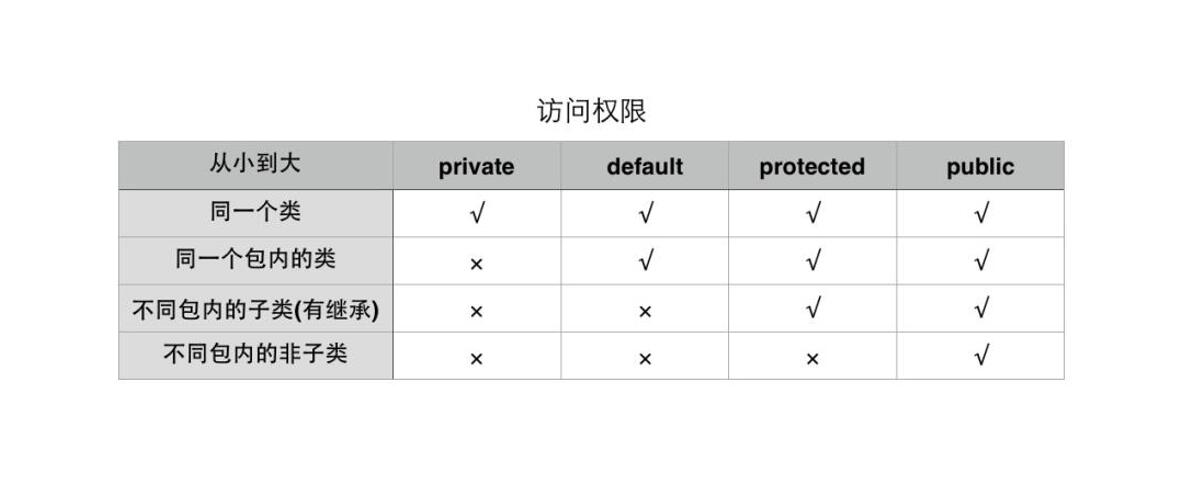 访问权限
从小到大 private default protected public
同一个类 √ √ √ √
同一个包内的类 × √ √ √
不同包内的子类(有继承) × × √ √
不同包内的非子类 × × × √